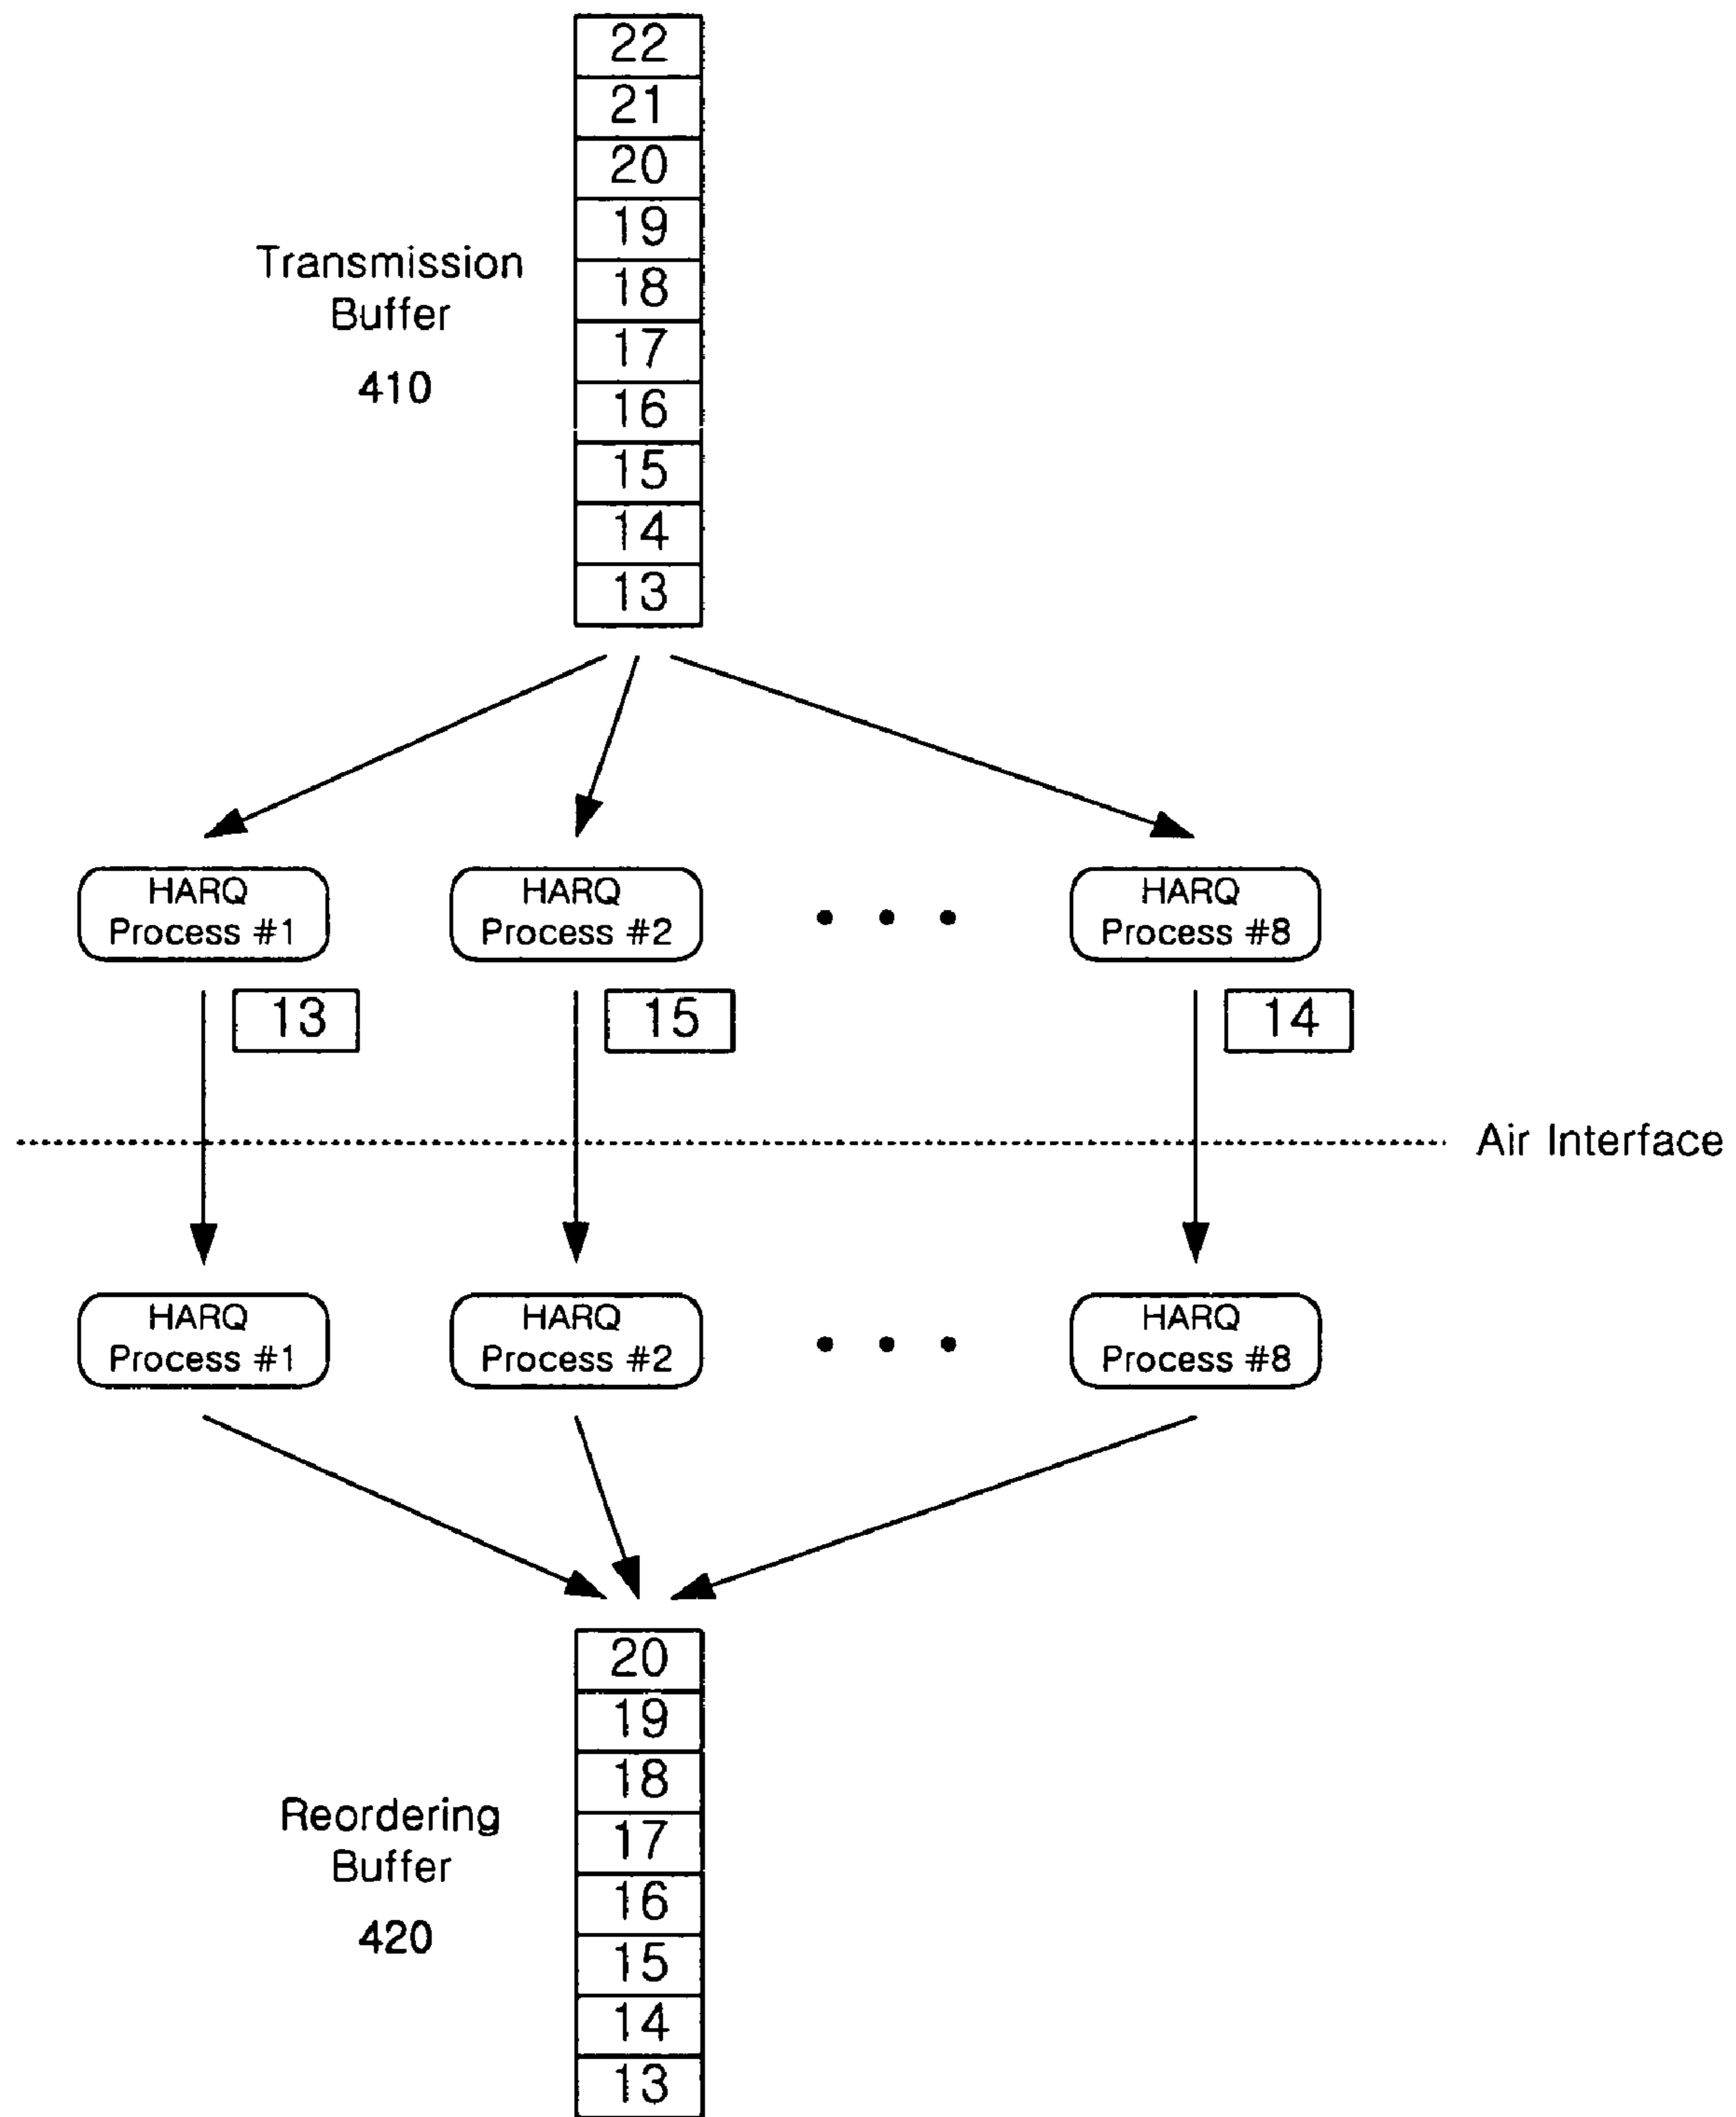 22
21
20
19
18
17
16
15
14
13
Transmission
Buffer
410
HARQ
Process #1
HARQ
Process #2
HARQ
Process #8
13
15
14
Air Interface
HARQ
Process #1
HARQ
Process #2
HARQ
Process #8
20
19
18
17
16
15
14
13
Reordering
Buffer
420